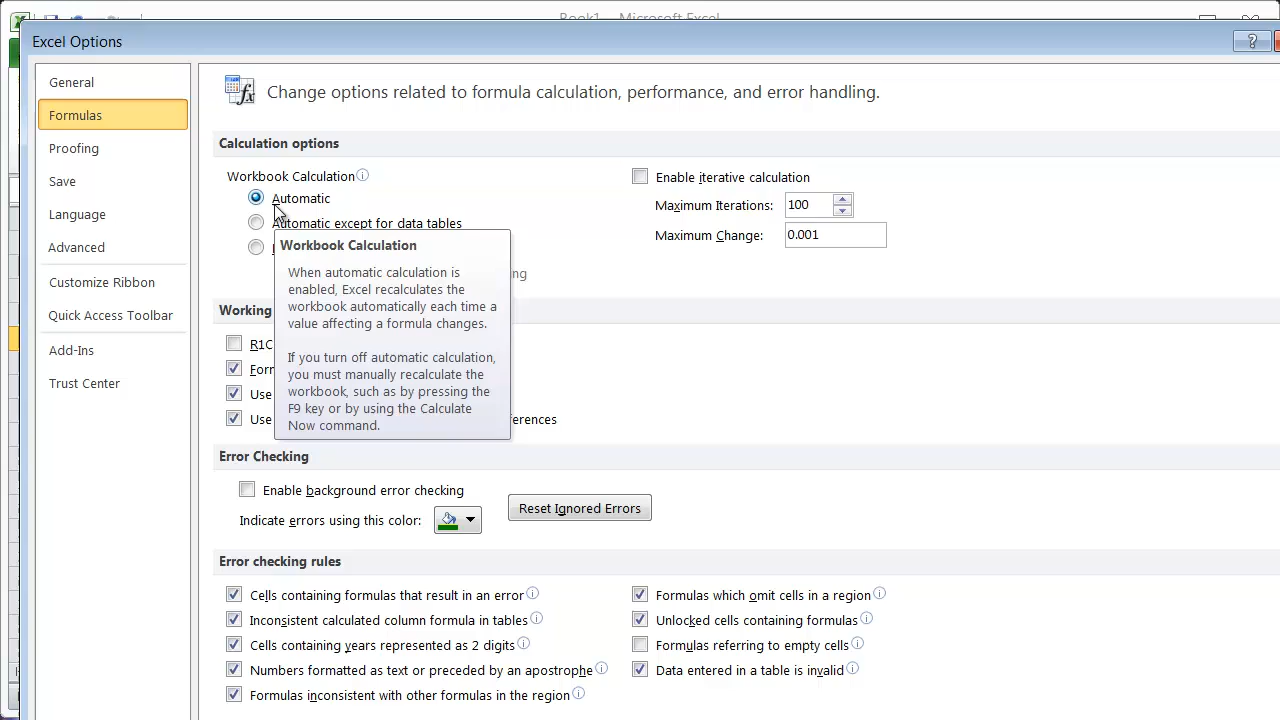 Book1 - Microsoft Excel
Excel Options
?
General
Formulas
Proofing
Save
Language
Advanced
Customize Ribbon
Quick Access Toolbar
Add-Ins
Trust Center
Change options related to formula calculation, performance, and error handling.
Calculation options
Workbook Calculation
Automatic
Automatic except for data tables
Enable iterative calculation
Maximum Iterations: 100
Maximum Change: 0.001
Workbook Calculation
When automatic calculation is
enabled, Excel recalculates the
workbook automatically each time a
value affecting a formula changes.
If you turn off automatic calculation,
you must manually recalculate the
workbook, such as by pressing the
F9 key or by using the Calculate
Now command.
ng
Working
R1C
Forn
Use
Use ferences
Error Checking
Enable background error checking
Indicate errors using this color:
Reset Ignored Errors
Error checking rules
Cells containing formulas that result in an error
Inconsistent calculated column formula in tables
Cells containing years represented as 2 digits
Numbers formatted as text or preceded by an apostrophe
Formulas inconsistent with other formulas in the region
Formulas which omit cells in a region
Unlocked cells containing formulas
Formulas referring to empty cells
Data entered in a table is invalid